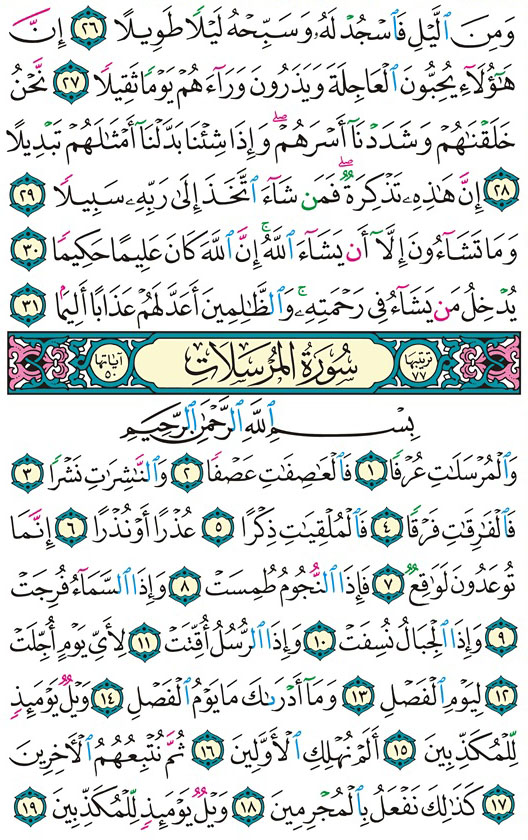 وَمِنَ ٱلَّيۡلِ فَٱسۡجُدۡ لَهُۥ وَسَبِّحۡهُ لَيۡلٗا طَوِيلًا ٢٦ إِنَّ
هَٰٓؤُلَآءِ يُحِبُّونَ ٱلۡعَاجِلَةَ وَيَذَرُونَ وَرَآءَهُمۡ يَوۡمٗا ثَقِيلٗا ٢٧ نَّحۡنُ
خَلَقۡنَٰهُمۡ وَشَدَدۡنَآ أَسۡرَهُمۡۖ وَإِذَا شِئۡنَا بَدَّلۡنَآ أَمۡثَٰلَهُمۡ تَبۡدِيلًا
٢٨ إِنَّ هَٰذِهِۦ تَذۡكِرَةٞۖ فَمَن شَآءَ ٱتَّخَذَ إِلَىٰ رَبِّهِۦ سَبِيلٗا ٢٩
وَمَا تَشَآءُونَ إِلَّآ أَن يَشَآءَ ٱللَّهُۚ إِنَّ ٱللَّهَ كَانَ عَلِيمًا حَكِيمٗا ٣٠
يُدۡخِلُ مَن يَشَآءُ فِي رَحۡمَتِهِۦۚ وَٱلظَّٰلِمِينَ أَعَدَّ لَهُمۡ عَذَابًا أَلِيمَۢا ٣١
ترتيبها ٧٧ سُورَةُ المُرۡسَلَات آياتها ٥٠
بِسۡمِ ٱللَّهِ ٱلرَّحۡمَٰنِ ٱلرَّحِيمِ
وَٱلۡمُرۡسَلَٰتِ عُرۡفٗا ١ فَٱلۡعَٰصِفَٰتِ عَصۡفٗا ٢ وَٱلنَّٰشِرَٰتِ نَشۡرٗا ٣
فَٱلۡفَٰرِقَٰتِ فَرۡقٗا ٤ فَٱلۡمُلۡقِيَٰتِ ذِكۡرًا ٥ عُذۡرًا أَوۡ نُذۡرًا ٦ إِنَّمَا
تُوعَدُونَ لَوَٰقِعٞ ٧ فَإِذَا ٱلنُّجُومُ طُمِسَتۡ ٨ وَإِذَا ٱلسَّمَآءُ فُرِجَتۡ
٩ وَإِذَا ٱلۡجِبَالُ نُسِفَتۡ ١٠ وَإِذَا ٱلرُّسُلُ أُقِّتَتۡ ١١ لِأَيِّ يَوۡمٍ أُجِّلَتۡ
١٢ لِيَوۡمِ ٱلۡفَصۡلِ ١٣ وَمَآ أَدۡرَىٰكَ مَا يَوۡمُ ٱلۡفَصۡلِ ١٤ وَيۡلٞ يَوۡمَئِذٖ
لِّلۡمُكَذِّبِينَ ١٥ أَلَمۡ نُهۡلِكِ ٱلۡأَوَّلِينَ ١٦ ثُمَّ نُتۡبِعُهُمُ ٱلۡأٓخِرِينَ
١٧ كَذَٰلِكَ نَفۡعَلُ بِٱلۡمُجۡرِمِينَ ١٨ وَيۡلٞ يَوۡمَئِذٖ لِّلۡمُكَذِّبِينَ ١٩